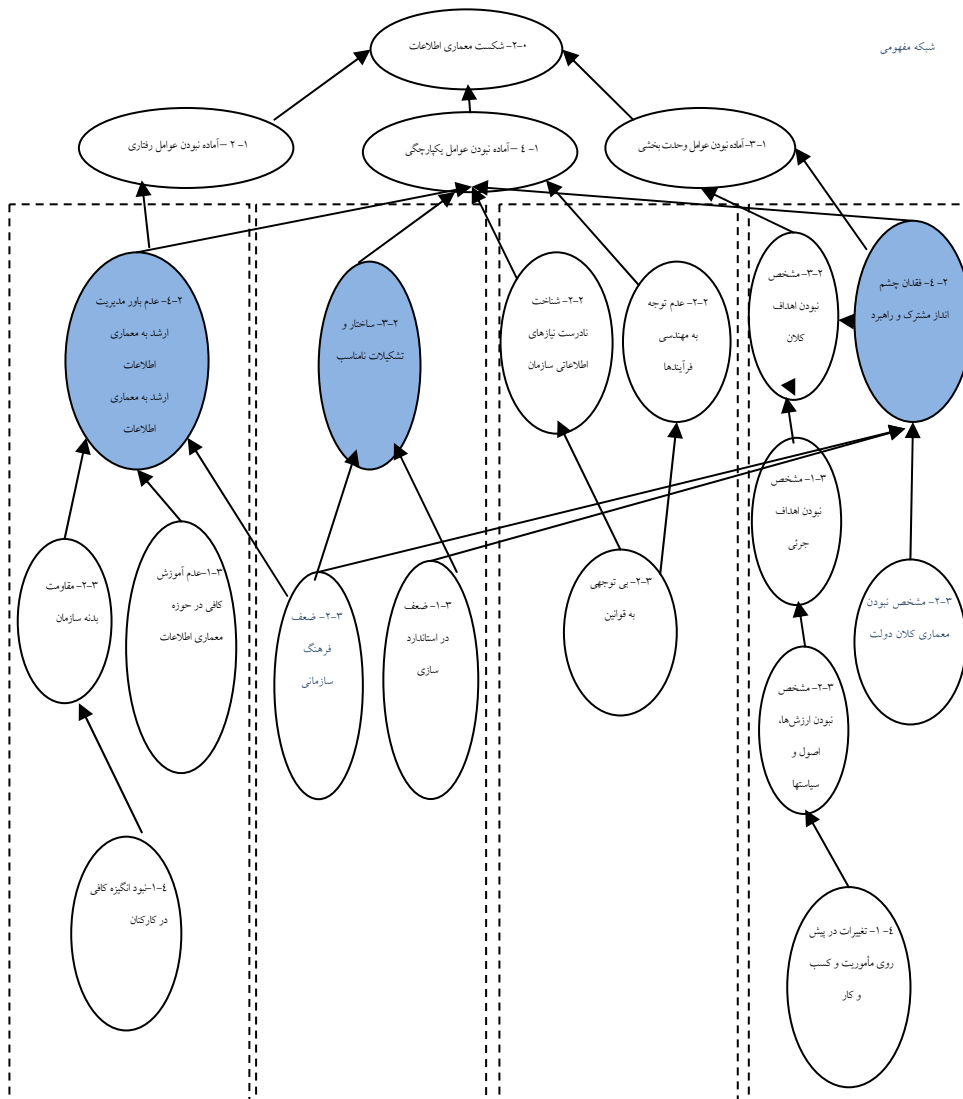 شبکه مفهومی
۲-۰- شکست معماری اطلاعات
۱-۳- آماده نبودن عوامل وحدت بخشی
۱-٤ – آماده نبودن عوامل یکپارچگی
۱- ۲ – آماده نبودن عوامل رفتاری
۲-٤- فقدان چشم
انداز مشترک و راهبرد
۲-۳- مشخص
نبودن اهداف
کلان
۲-۲- عدم توجه
به مهندسی
فرآیندها
۲-۲- شناخت
نادرست نیازهای
اطلاعاتی سازمان
۲-۳- ساختار و
تشکیلات نامناسب
۲-٤- عدم باور مدیریت
ارشد به معماری
اطلاعات
ارشد به معماری
اطلاعات
۳-۱- مشخص
نبودن اهداف
جزئی
۳-۲- مشخص نبودن
معماری کلان دولت
۳-۲- بی توجهی
به قوانین
۳-۱- ضعف
در استاندارد
سازی
۳-۲- ضعف
فرهنگ
سازمانی
۳-۱-عدم آموزش
کافی در حوزه
معماری اطلاعات
۳-۲- مقاومت
بدنه سازمان
۳-۲- مشخص
نبودن ارزش‌ها،
اصول و
سیاستها
٤-۱-نبود انگیزه کافی
در کارکنان
٤-۱- تغییرات در پیش
روی مأموریت و کسب
و کار